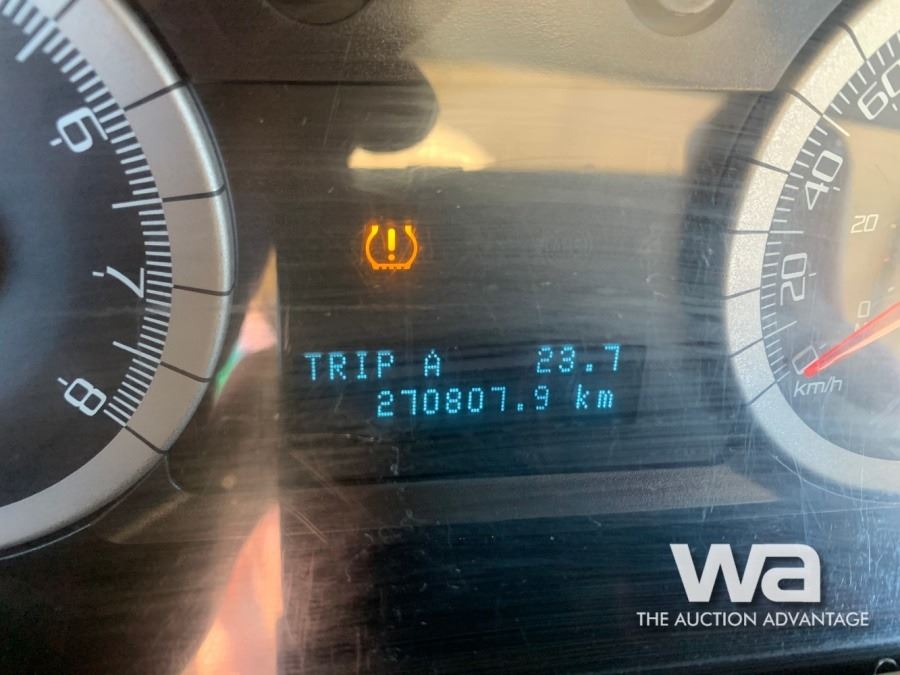 6
7
8
TRIP A 23.7
270807.9 km
60
40
20
0
km/h
20
0
wa
THE AUCTION ADVANTAGE